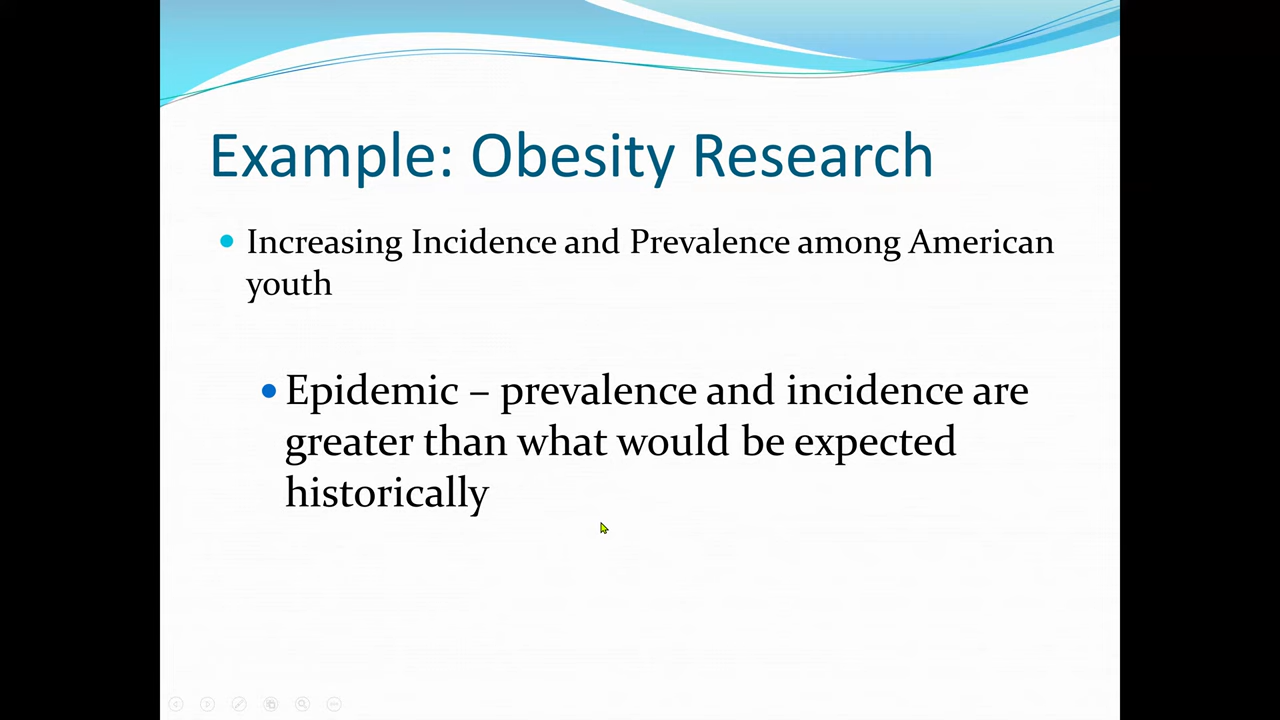 Example: Obesity Research
• Increasing Incidence and Prevalence among American
youth
• Epidemic – prevalence and incidence are
greater than what would be expected
historically